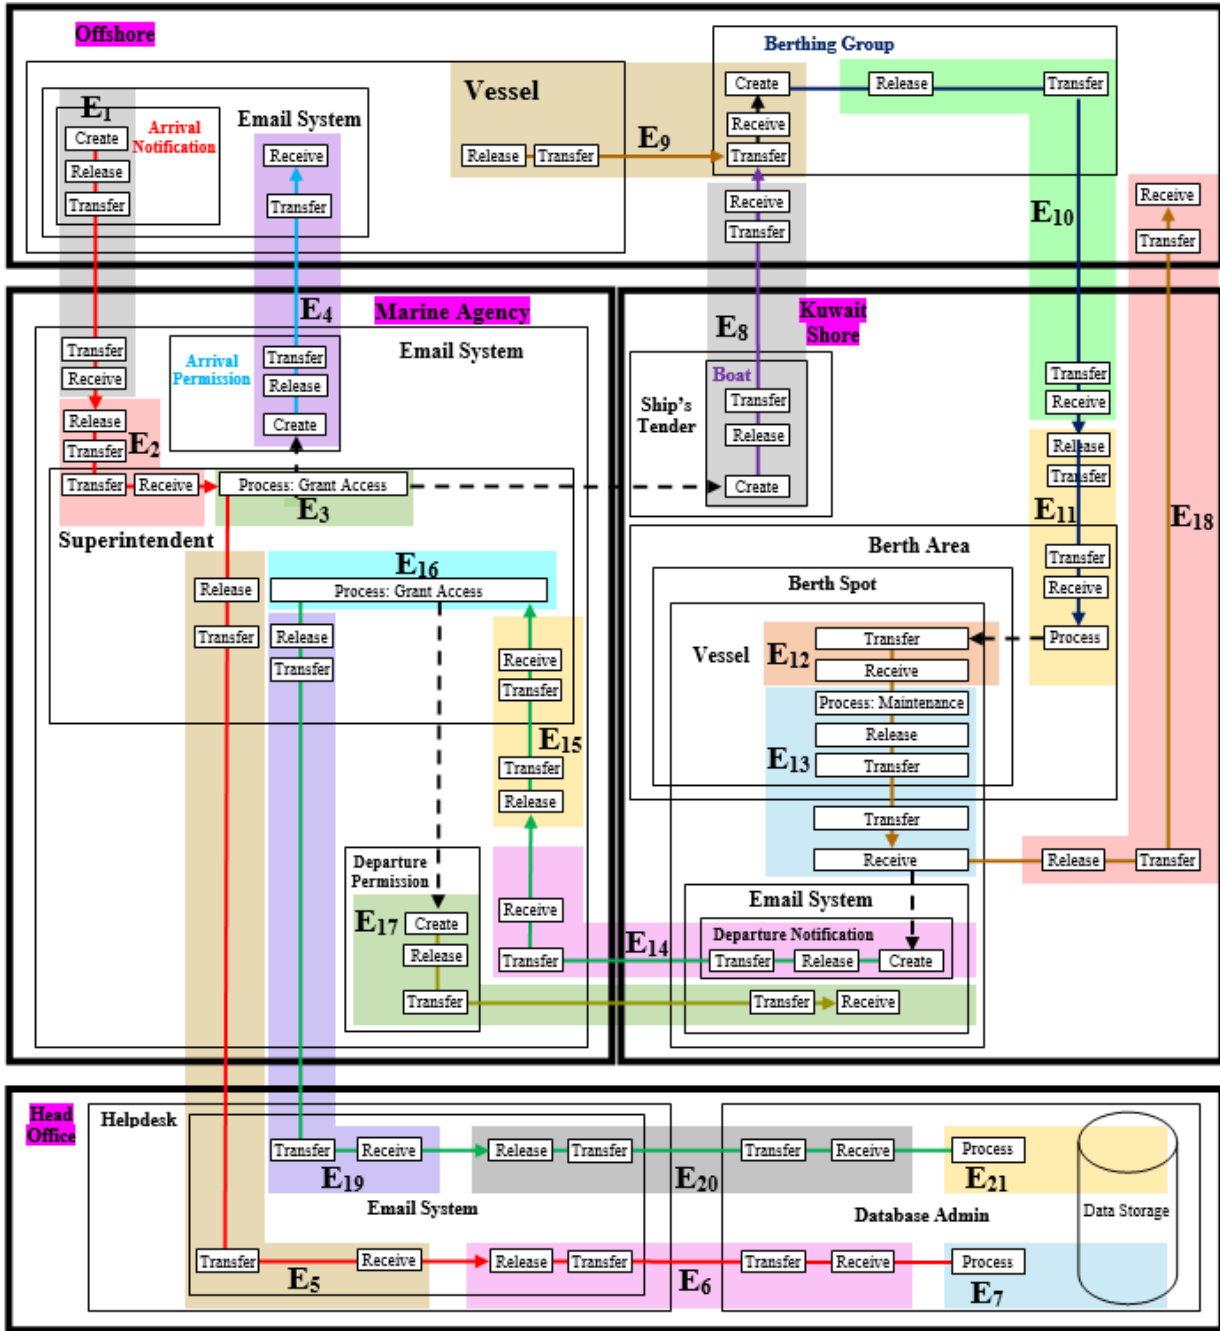 Offshore
Berthing Group
Vessel
Create
Release
Transfer
E1
Email System
Create
Arrival
Notification
Receive
Receive
E9
Release
Transfer
Transfer
Release
Transfer
Receive
Receive
Transfer
Transfer
E10
Transfer
Transfer
E4
Marine Agency
Kuwait
Shore
E8
Transfer
Email System
Arrival
Permission
Transfer
Receive
Release
Boat
Transfer
Receive
Transfer
Ship's
Tender
Release
Create
Release
Transfer
E2
Release
Transfer
Transfer
Receive
Process: Grant Access
Create
E3
E11
E18
Superintendent
Berth Area
E16
Berth Spot
Transfer
Release
Process: Grant Access
Receive
Transfer
Release
Transfer
Process
E12
Vessel
Receive
Transfer
Receive
Transfer
Process: Maintenance
Release
E15
E13
Transfer
Transfer
Release
Transfer
Departure
Permission
Receive
Release
Transfer
Email System
Receive
E17
Create
Departure Notification
E14
Release
Transfer
Transfer
Release
Create
Transfer
Transfer
Receive
Head
Office
Helpdesk
Transfer
Receive
Release
Transfer
Transfer
Receive
Process
E19
E20
E21
Email System
Database Admin
Data Storage
Transfer
Receive
Release
Transfer
Transfer
Receive
Process
E5
E6
E7